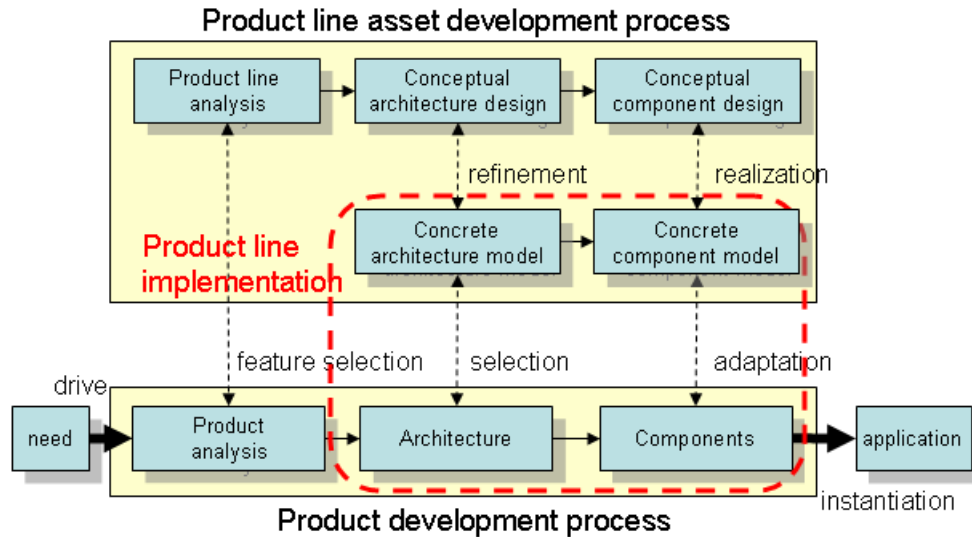 Product line asset development process
Product line
analysis
Conceptual
architecture design
Conceptual
component design
refinement
realization
Product line
implementation
Concrete
architecture model
Concrete
component model
feature selection
selection
adaptation
drive
need
Product
analysis
Architecture
Components
application
instantiation
Product development process